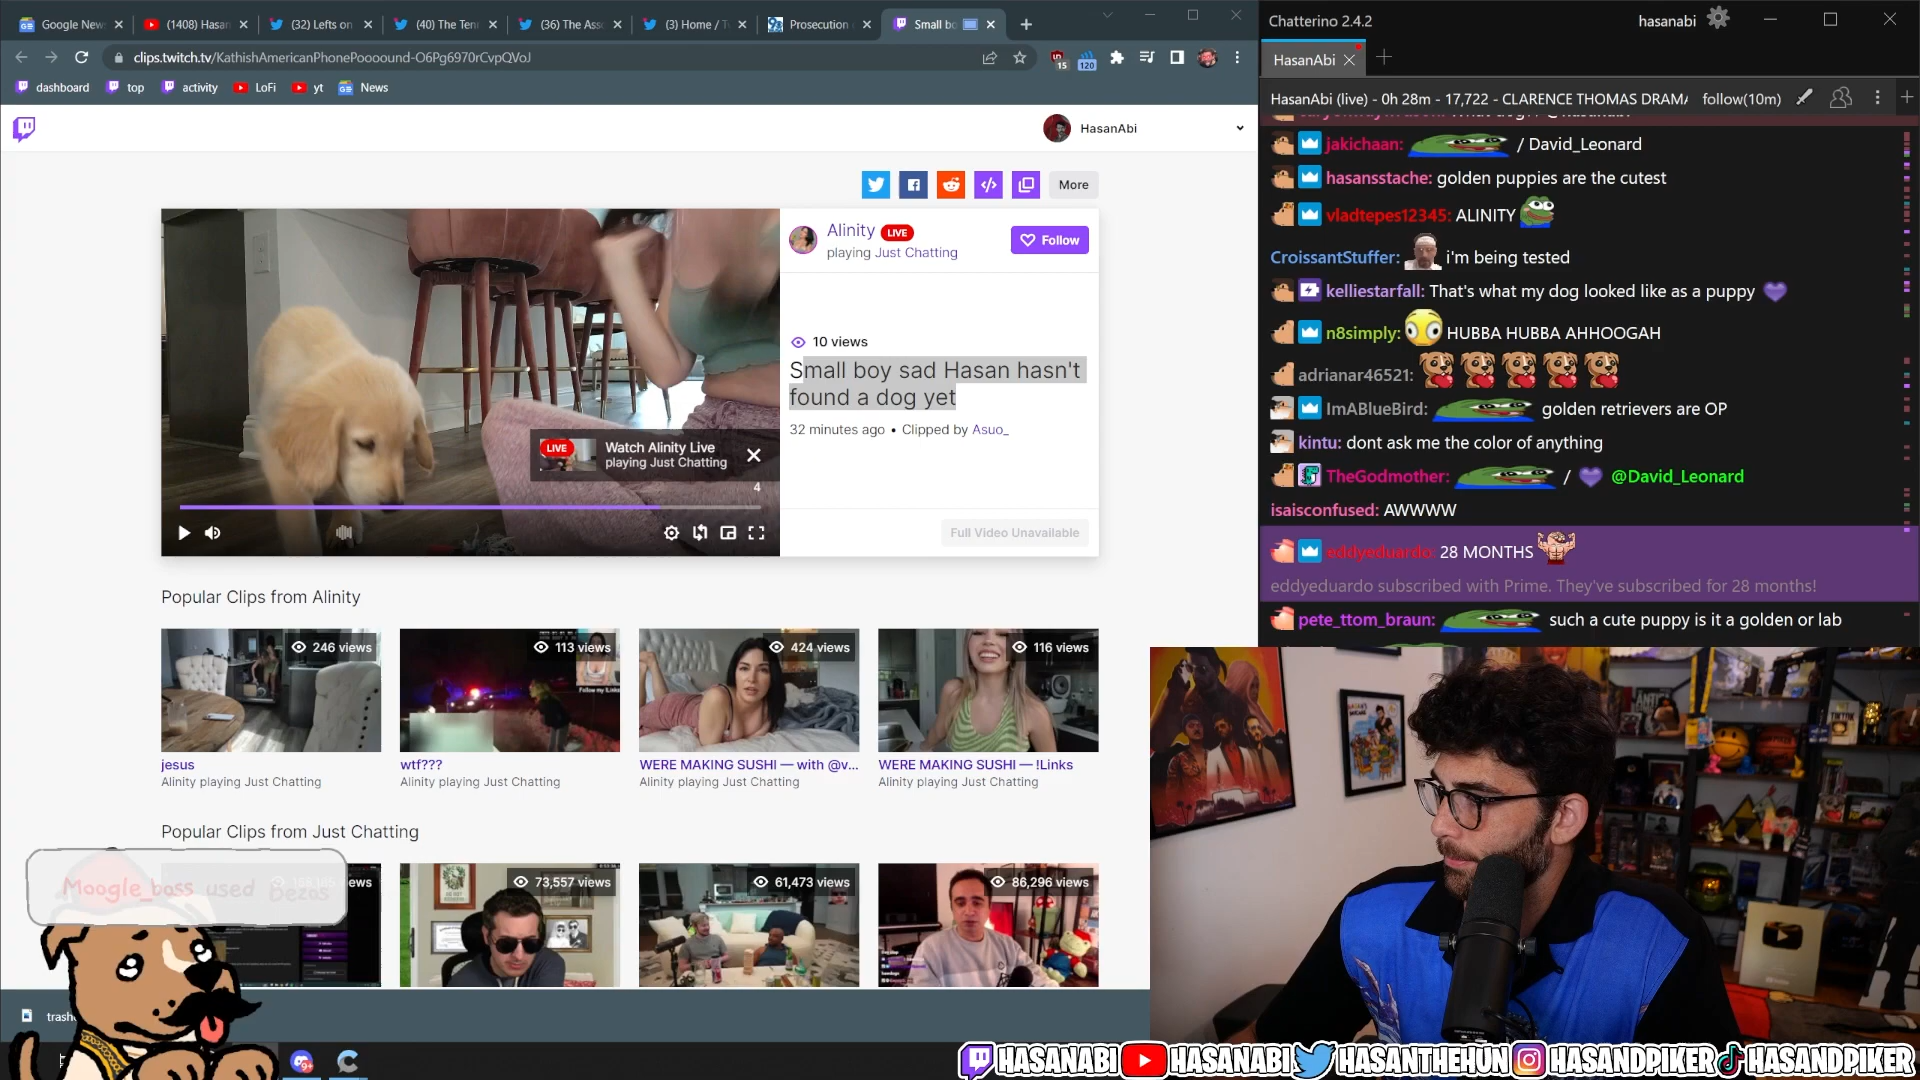 Google New
(1408) Hasan
(32) Lefts on
(40) The Ten
(36) The Ass
(3) Home / T
Prosecution
Small bo
clips.twitch.tv/KathishAmericanPhonePoooound-O6Pg6970rCvpQVoJ
15
120
dashboard
top
activity
LoFi
yt
News
HasanAbi
More
Alinity LIVE
playing Just Chatting
Follow
10 views
Small boy sad Hasan hasn't
found a dog yet
32 minutes ago • Clipped by Asuo_
LIVE
Watch Alinity Live
playing Just Chatting
4
Full Video Unavailable
Popular Clips from Alinity
246 views
113 views
424 views
116 views
Follow my !Links
jesus
wtf???
WERE MAKING SUSHI — with @v...
WERE MAKING SUSHI — !Links
Alinity playing Just Chatting
Alinity playing Just Chatting
Alinity playing Just Chatting
Alinity playing Just Chatting
Popular Clips from Just Chatting
ews
73,557 views
61,473 views
86,296 views
Moogle_boss used Bezos
trash
Chatterino 2.4.2
hasanabi
HasanAbi
HasanAbi (live) - 0h 28m - 17,722 - CLARENCE THOMAS DRAMA
follow(10m)
jakichaan: / David_Leonard
hasansstache: golden puppies are the cutest
vladtepes12345: ALINITY
CroissantStuffer: i'm being tested
kelliestarfall: That's what my dog looked like as a puppy
n8simply: HUBBA HUBBA AHHOOGAH
adrianar46521:
ImABlueBird: golden retrievers are OP
kintu: dont ask me the color of anything
TheGodmother: / @David_Leonard
isaisconfused: AWWWW
eddyeduardo: 28 MONTHS
eddyeduardo subscribed with Prime. They've subscribed for 28 months!
pete_ttom_braun: such a cute puppy is it a golden or lab
HASANABI HASANABI HASANTHEHUN HASANDPIKER HASANDPIKER